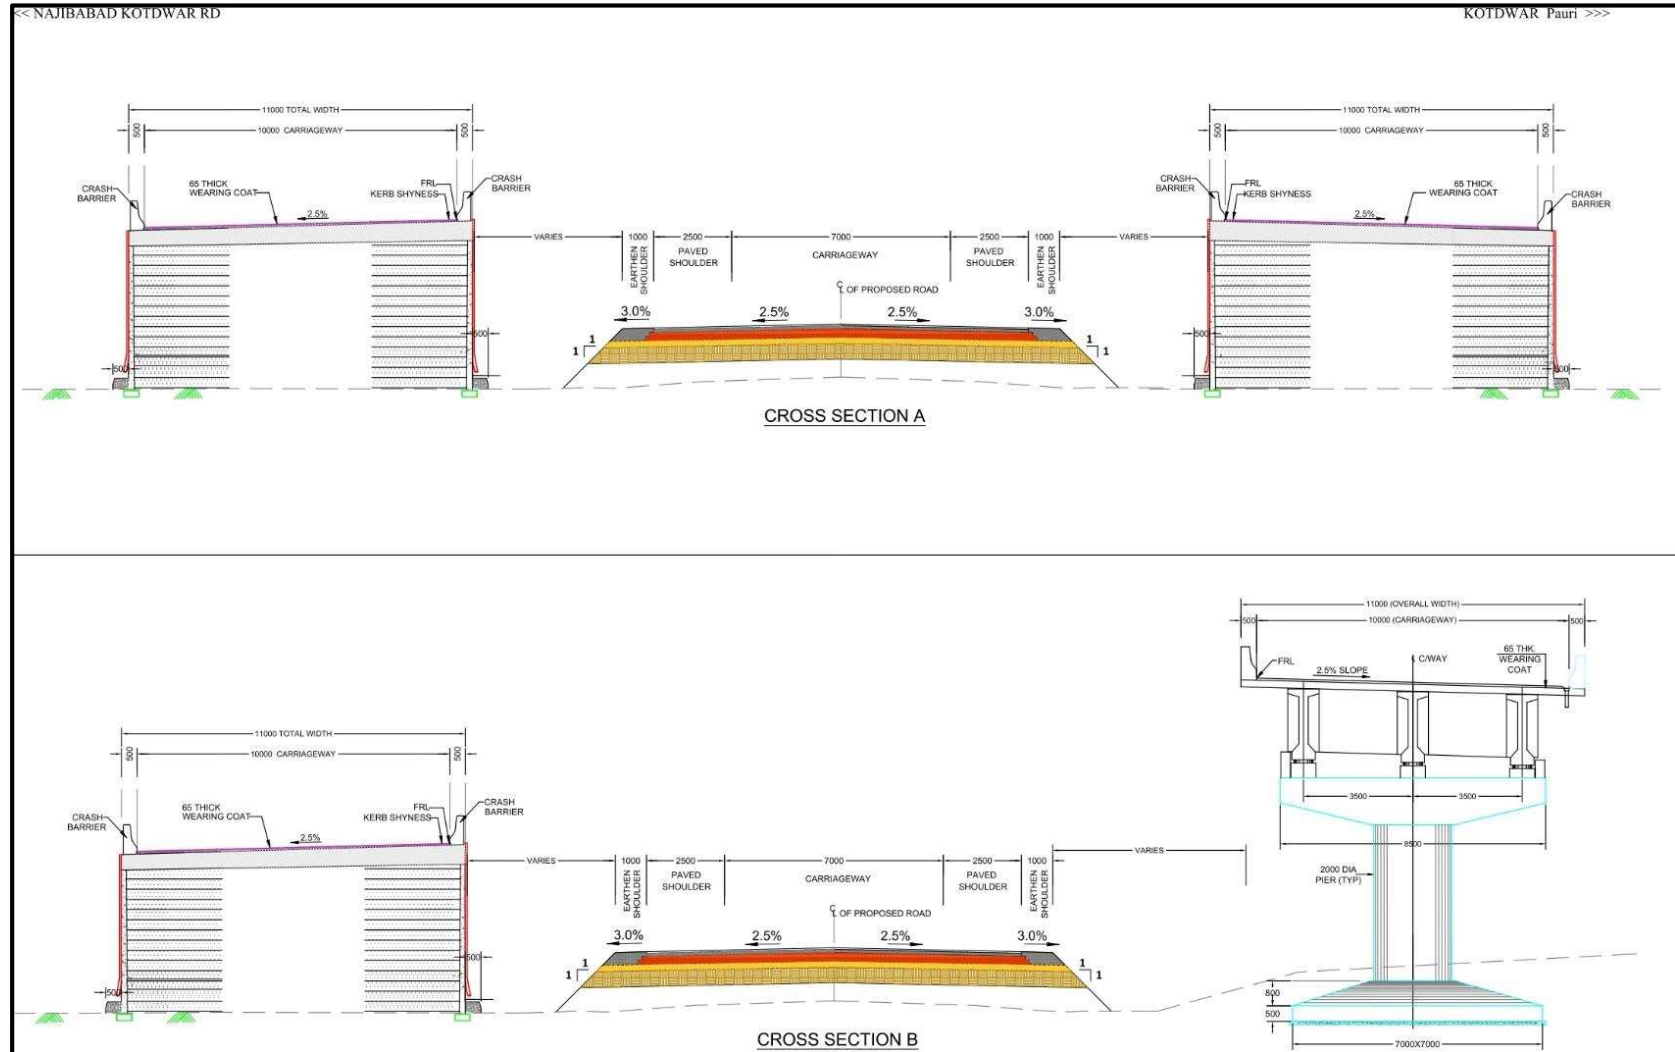 << NAJIBABAD KOTDWAR RD
KOTDWAR Pauri >>>
11000 TOTAL WIDTH
500
10000 CARRIAGEWAY
500
CRASH
BARRIER
65 THICK
WEARING COAT
FRL
KERB SHYNESS
CRASH
BARRIER
2.5%
500
500
VARIES
1000
2500
7000
2500
1000
VARIES
EARTHEN
SHOULDER
PAVED
SHOULDER
CARRIAGEWAY
PAVED
SHOULDER
EARTHEN
SHOULDER
℄ OF PROPOSED ROAD
3.0%
2.5%
2.5%
3.0%
1
1
1
1
11000 TOTAL WIDTH
500
10000 CARRIAGEWAY
500
CRASH
BARRIER
FRL
KERB SHYNESS
65 THICK
WEARING COAT
CRASH
BARRIER
2.5%
500
500
CROSS SECTION A
11000 TOTAL WIDTH
500
10000 CARRIAGEWAY
500
CRASH
BARRIER
65 THICK
WEARING COAT
FRL
KERB SHYNESS
CRASH
BARRIER
2.5%
500
500
VARIES
1000
2500
7000
2500
1000
VARIES
EARTHEN
SHOULDER
PAVED
SHOULDER
CARRIAGEWAY
PAVED
SHOULDER
EARTHEN
SHOULDER
℄ OF PROPOSED ROAD
3.0%
2.5%
2.5%
3.0%
1
1
1
1
11000 (OVERALL WIDTH)
500
10000 (CARRIAGEWAY)
500
FRL
2.5% SLOPE
℄ C/WAY
65 THK.
WEARING
COAT
3500
3500
8500
2000 DIA
PIER (TYP)
800
500
7000X7000
CROSS SECTION B